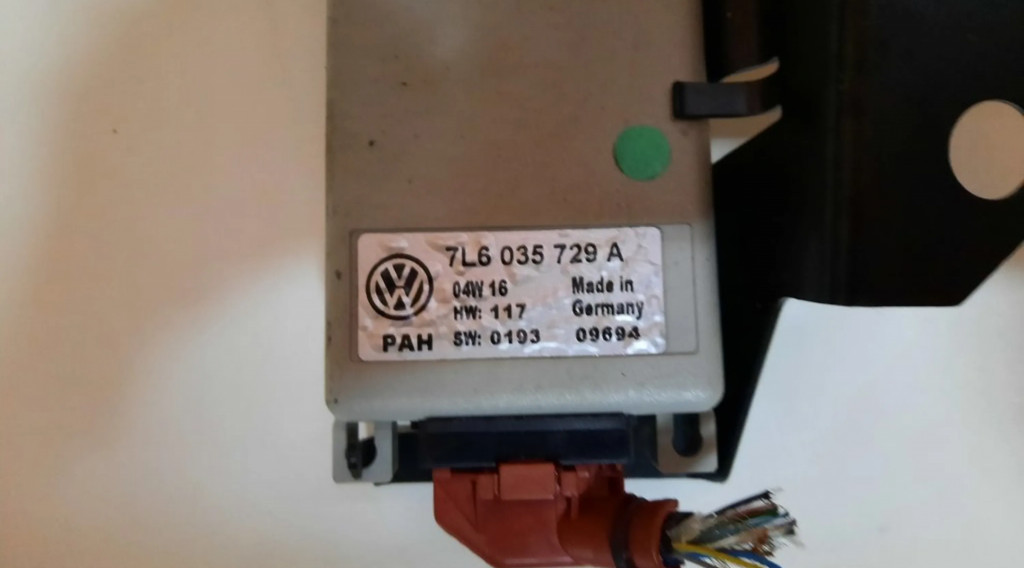 7L6 035 729 A
04W 16 Made in
HW: 117 Germany
PAH SW: 0193 09694